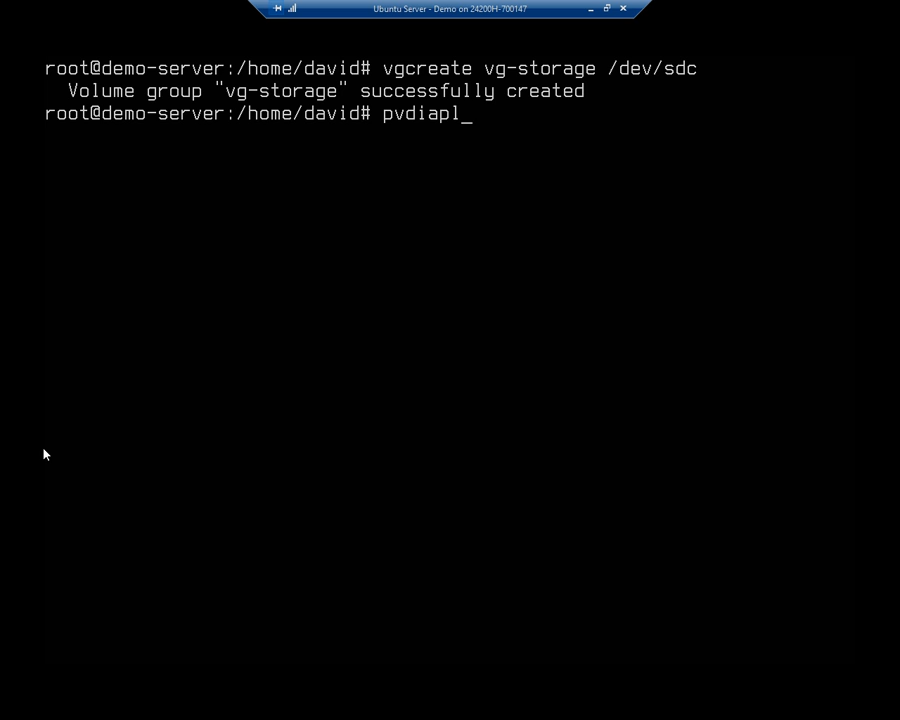 Ubuntu Server - Demo on 24200H-700147
root@demo-server:/home/david# vgcreate vg-storage /dev/sdc
Volume group "vg-storage" successfully created
root@demo-server:/home/david# pvdiapl_